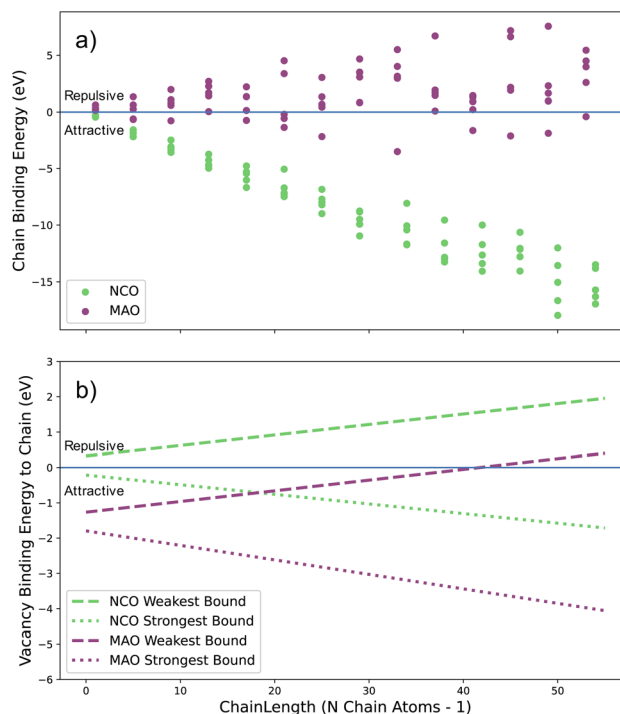 a)
Chain Binding Energy (eV)
5
0
−5
−10
−15
Repulsive
Attractive
NCO
MAO
b)
Vacancy Binding Energy to Chain (eV)
3
2
1
0
−1
−2
−3
−4
−5
−6
Repulsive
Attractive
NCO Weakest Bound
NCO Strongest Bound
MAO Weakest Bound
MAO Strongest Bound
0 10 20 30 40 50
ChainLength (N Chain Atoms - 1)